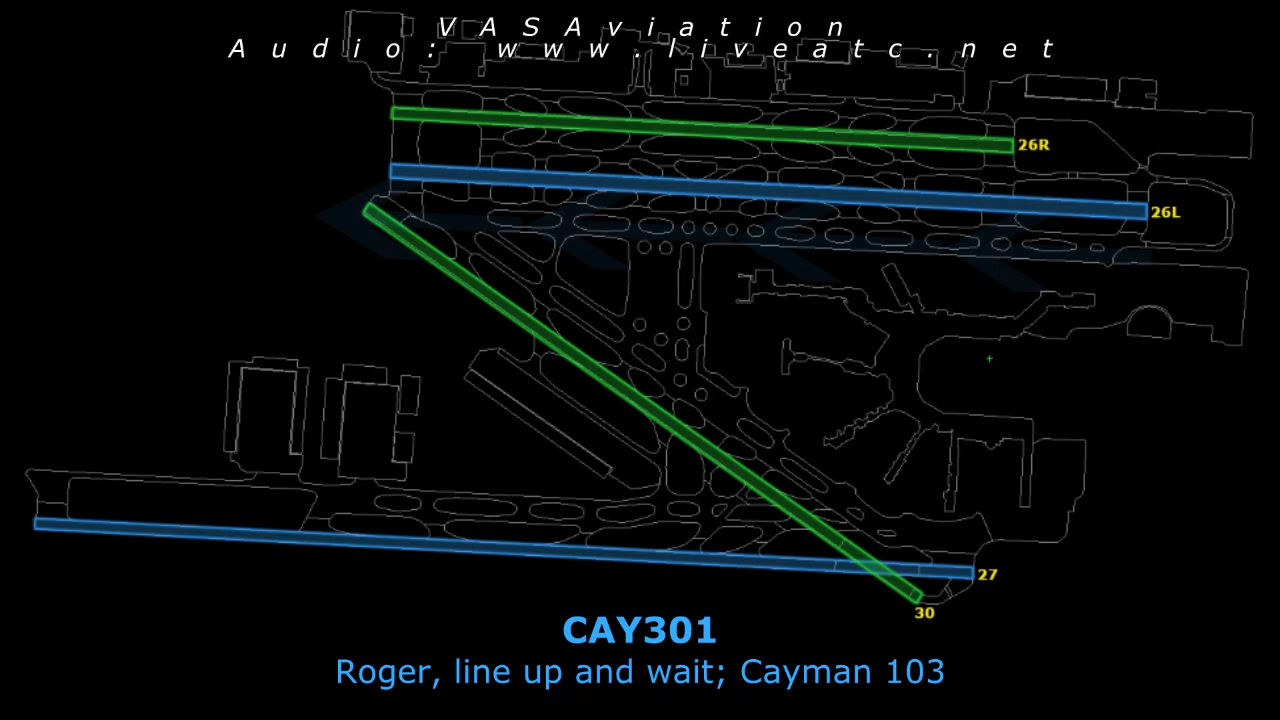 V A S A v i a t i o n
A u d i o : w w w . l i v e a t c . n e t
26R
26L
27
30
CAY301
Roger, line up and wait; Cayman 103